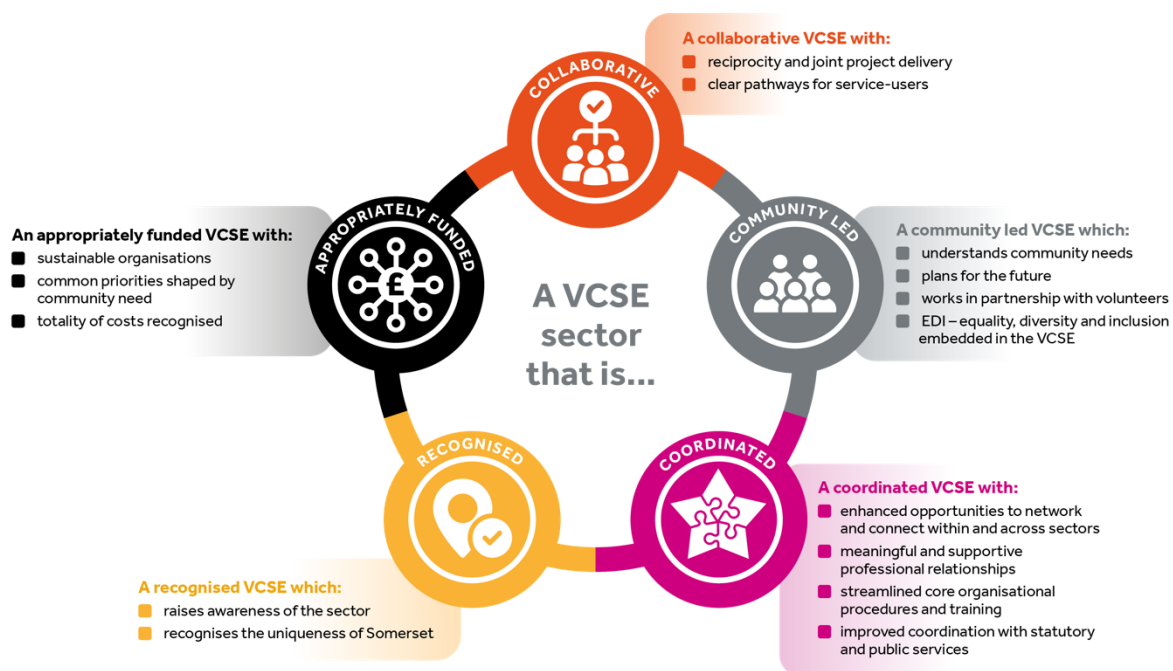 COLLABORATIVE
A collaborative VCSE with:
reciprocity and joint project delivery
clear pathways for service-users
COMMUNITY LED
A community led VCSE which:
understands community needs
plans for the future
works in partnership with volunteers
EDI – equality, diversity and inclusion
embedded in the VCSE
COORDINATED
A coordinated VCSE with:
enhanced opportunities to network
and connect within and across sectors
meaningful and supportive
professional relationships
streamlined core organisational
procedures and training
improved coordination with statutory
and public services
RECOGNISED
A recognised VCSE which:
raises awareness of the sector
recognises the uniqueness of Somerset
APPROPRIATELY FUNDED
£
An appropriately funded VCSE with:
sustainable organisations
common priorities shaped by
community need
totality of costs recognised
A VCSE
sector
that is...